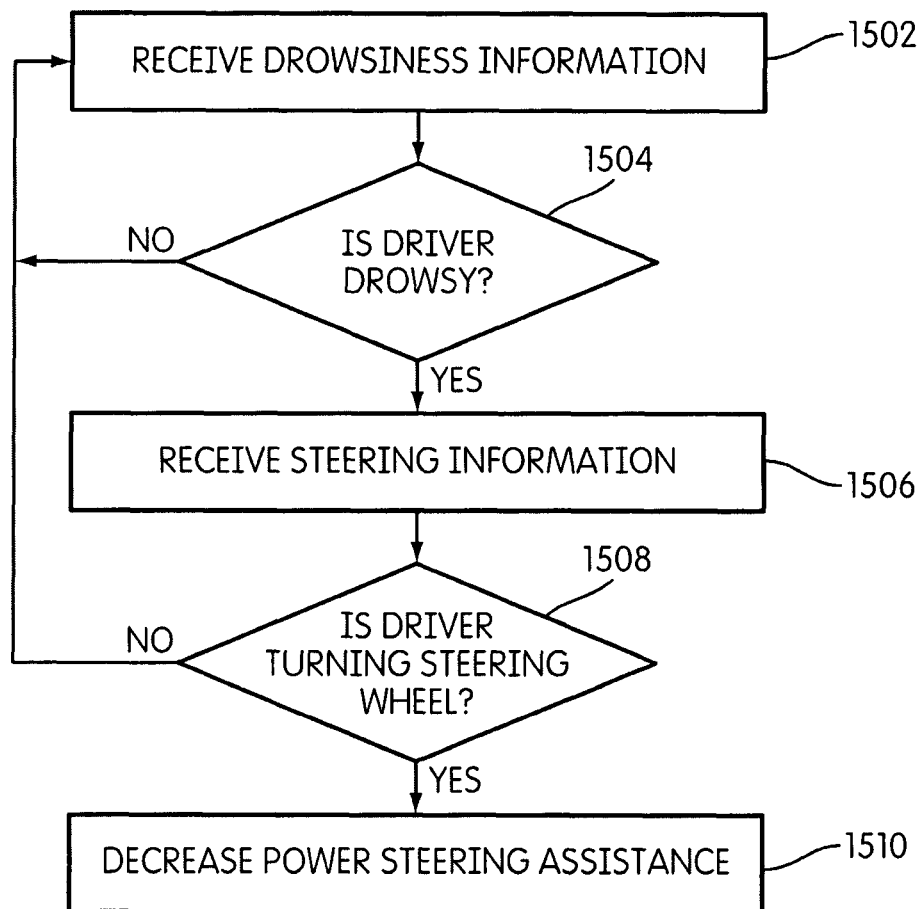 RECEIVE DROWSINESS INFORMATION
1502
1504
IS DRIVER
DROWSY?
NO
YES
RECEIVE STEERING INFORMATION
1506
1508
IS DRIVER
TURNING STEERING
WHEEL?
NO
YES
DECREASE POWER STEERING ASSISTANCE
1510